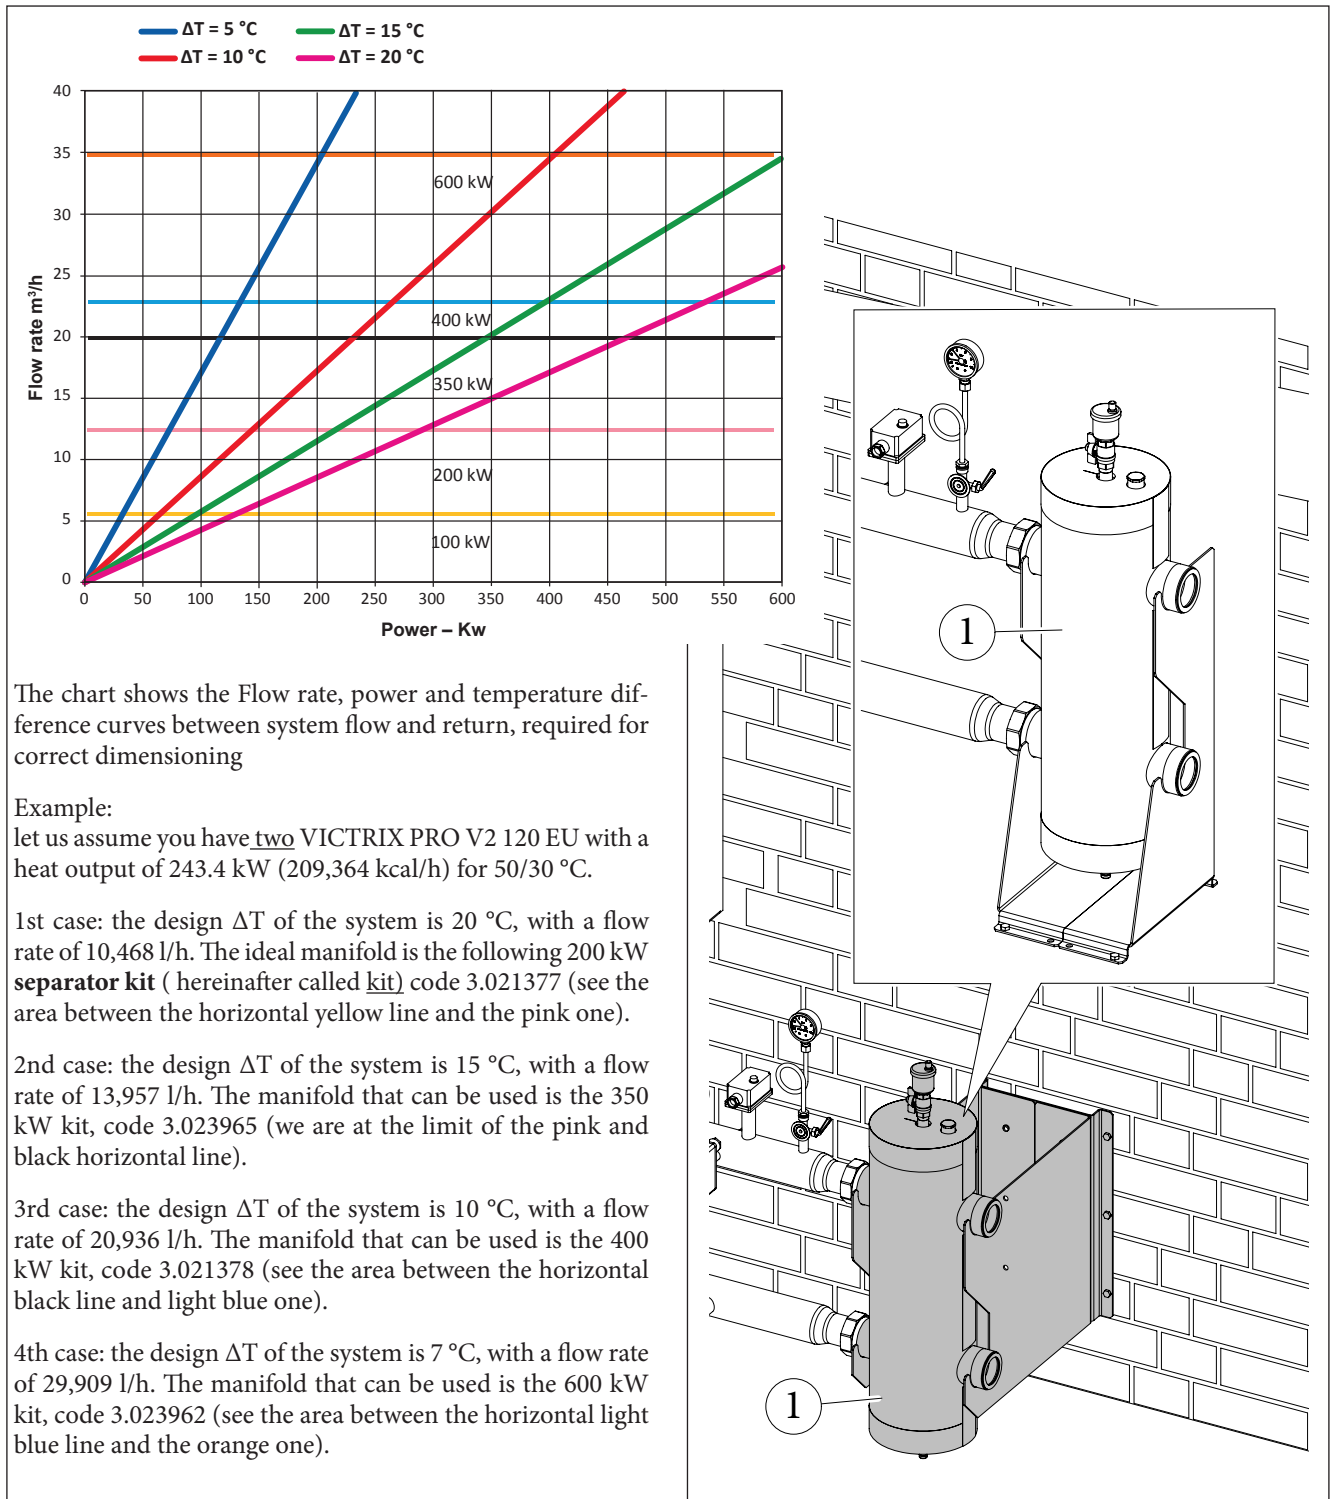 ΔT = 5 °C ΔT = 15 °C
ΔT = 10 °C ΔT = 20 °C
Flow rate m³/h
40
35
30
25
20
15
10
5
0
600 kW
400 kW
350 kW
200 kW
100 kW
0 50 100 150 200 250 300 350 400 450 500 550 600
Power – Kw
The chart shows the Flow rate, power and temperature dif-
ference curves between system flow and return, required for
correct dimensioning
Example:
let us assume you have two VICTRIX PRO V2 120 EU with a
heat output of 243.4 kW (209,364 kcal/h) for 50/30 °C.
1st case: the design ΔT of the system is 20 °C, with a flow
rate of 10,468 l/h. The ideal manifold is the following 200 kW
separator kit ( hereinafter called kit) code 3.021377 (see the
area between the horizontal yellow line and the pink one).
2nd case: the design ΔT of the system is 15 °C, with a flow
rate of 13,957 l/h. The manifold that can be used is the 350
kW kit, code 3.023965 (we are at the limit of the pink and
black horizontal line).
3rd case: the design ΔT of the system is 10 °C, with a flow
rate of 20,936 l/h. The manifold that can be used is the 400
kW kit, code 3.021378 (see the area between the horizontal
black line and light blue one).
4th case: the design ΔT of the system is 7 °C, with a flow rate
of 29,909 l/h. The manifold that can be used is the 600 kW
kit, code 3.023962 (see the area between the horizontal light
blue line and the orange one).
1
1